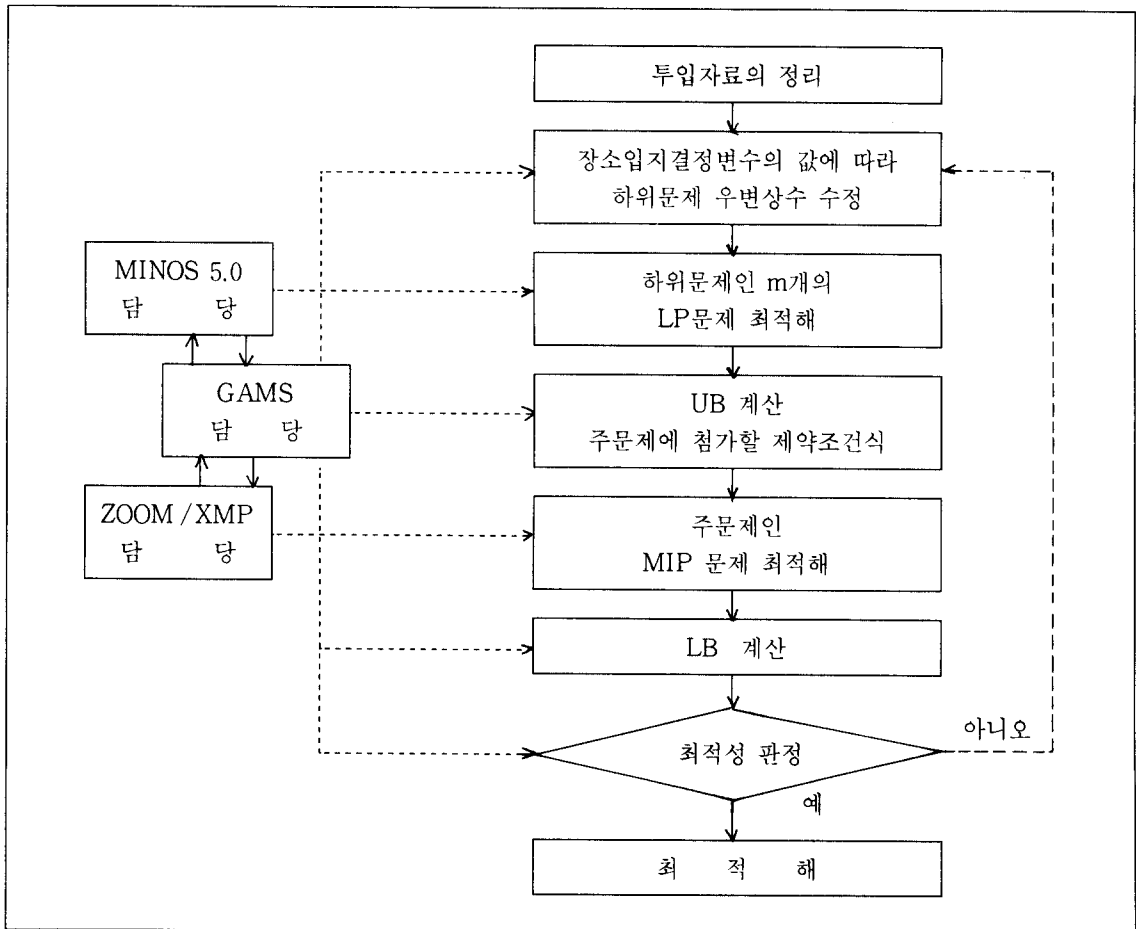 투입자료의 정리
장소입지결정변수의 값에 따라
하위문제 우변상수 수정
MINOS 5.0
담 당
하위문제인 m개의
LP문제 최적해
GAMS
담 당
UB 계산
주문제에 첨가할 제약조건식
ZOOM / XMP
담 당
주문제인
MIP 문제 최적해
LB 계산
최적성 판정
아니오
예
최 적 해